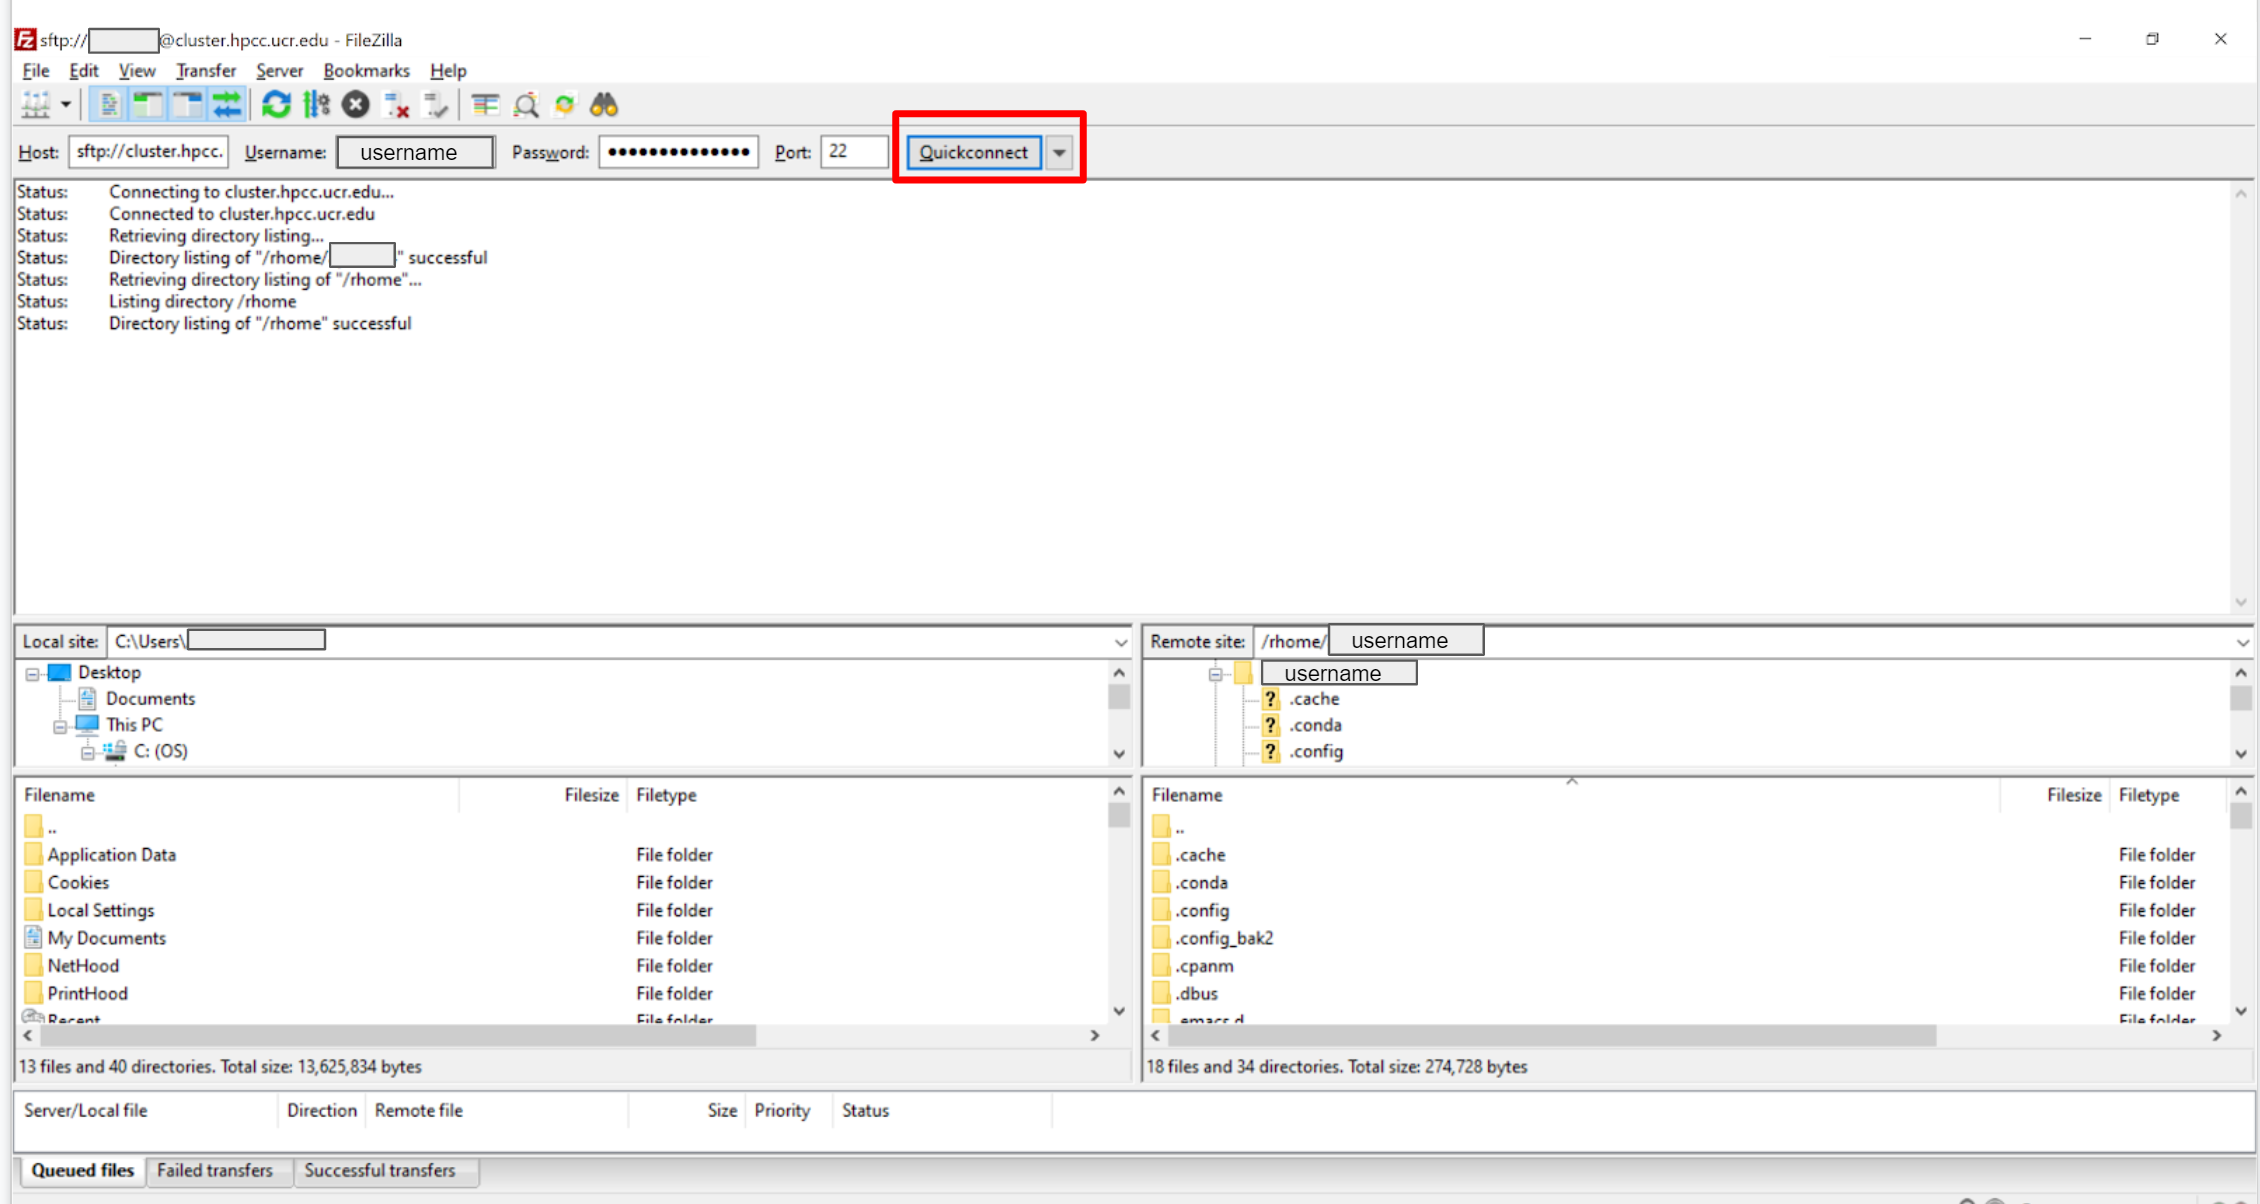 sftp:// @cluster.hpcc.ucr.edu - FileZilla
File Edit View Transfer Server Bookmarks Help
Host: sftp://cluster.hpcc. Username: username Password: ●●●●●●●●●●●●●● Port: 22 Quickconnect
Status: Connecting to cluster.hpcc.ucr.edu...
Status: Connected to cluster.hpcc.ucr.edu
Status: Retrieving directory listing...
Status: Directory listing of "/rhome/ " successful
Status: Retrieving directory listing of "/rhome"...
Status: Listing directory /rhome
Status: Directory listing of "/rhome" successful
Local site: C:\Users\
Desktop
Documents
This PC
C: (OS)
Filename Filesize Filetype
..
Application Data File folder
Cookies File folder
Local Settings File folder
My Documents File folder
NetHood File folder
PrintHood File folder
Recent File folder
13 files and 40 directories. Total size: 13,625,834 bytes
Remote site: /rhome/ username
username
? .cache
? .conda
? .config
Filename Filesize Filetype
..
.cache File folder
.conda File folder
.config File folder
.config_bak2 File folder
.cpanm File folder
.dbus File folder
.emacs.d File folder
18 files and 34 directories. Total size: 274,728 bytes
Server/Local file Direction Remote file Size Priority Status
Queued files Failed transfers Successful transfers